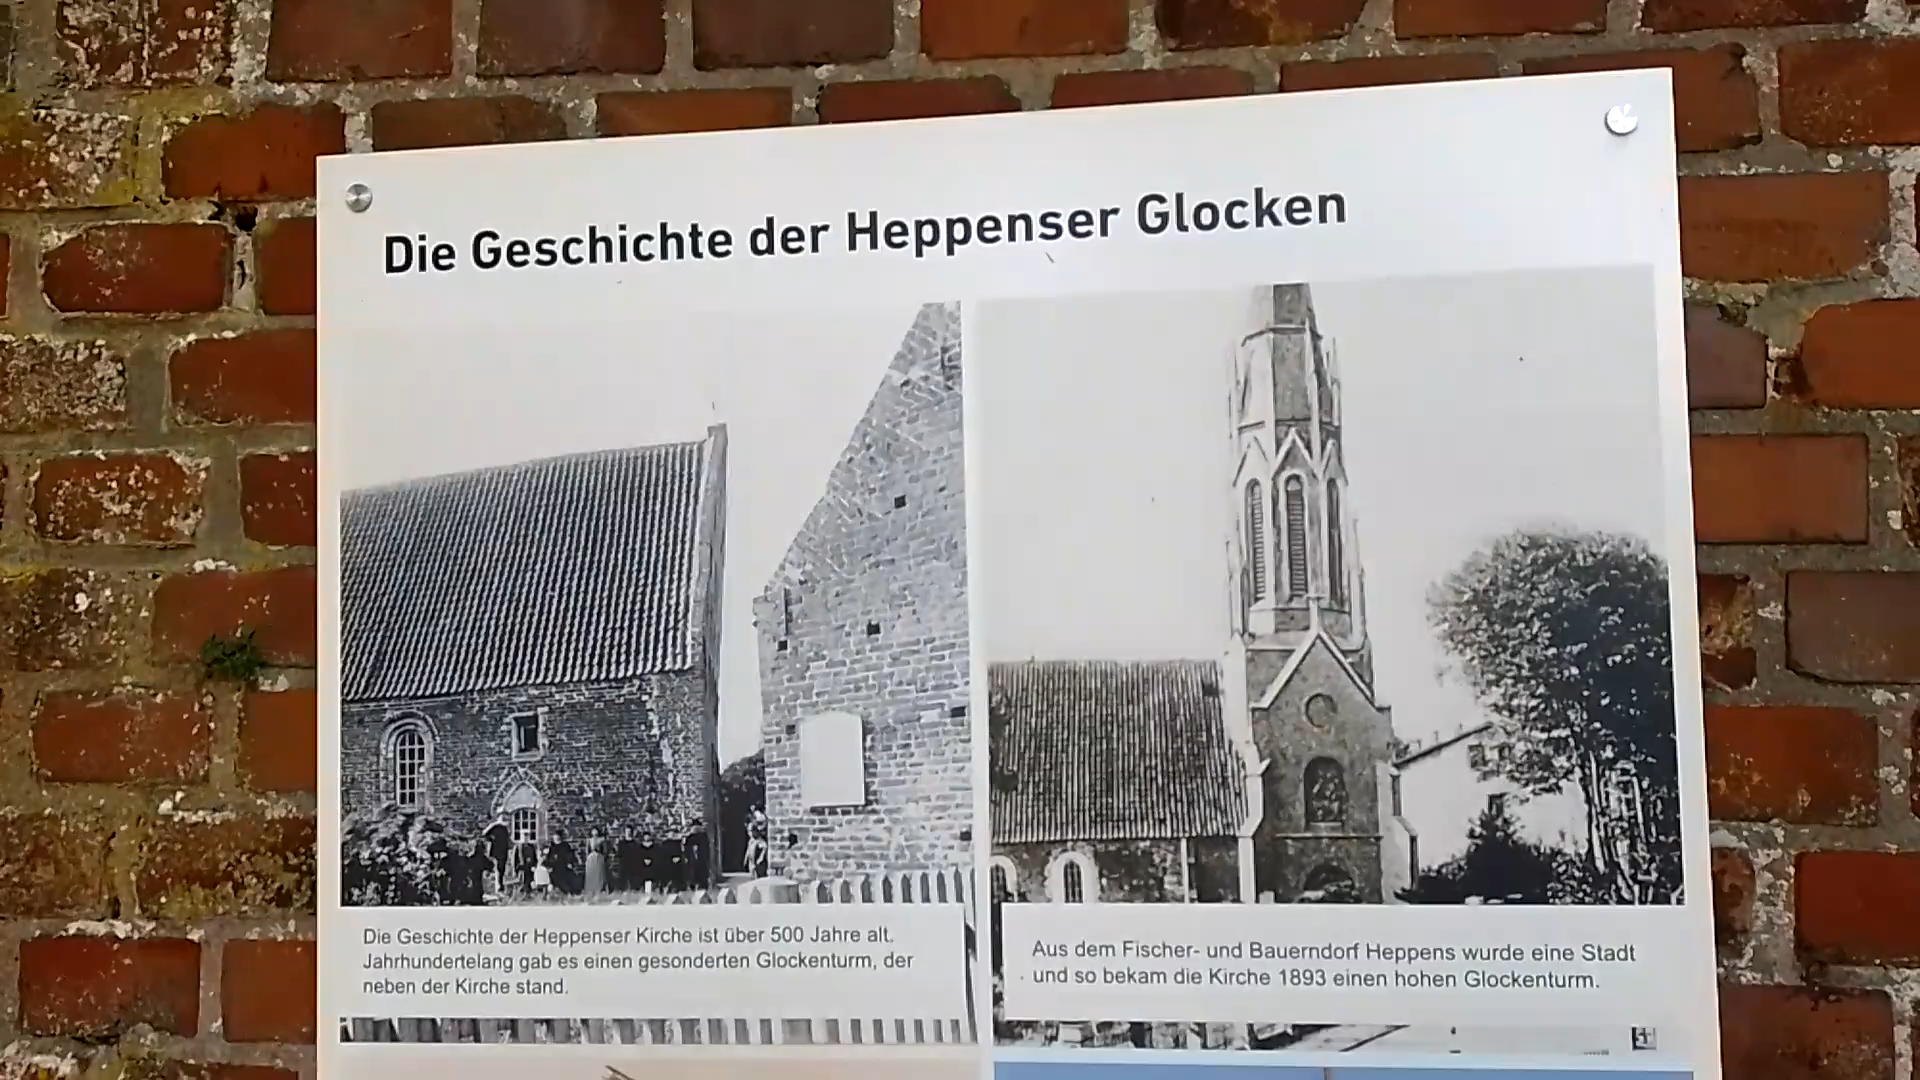 Die Geschichte der Heppenser Glocken
Die Geschichte der Heppenser Kirche ist über 500 Jahre alt.
Jahrhundertelang gab es einen gesonderten Glockenturm, der
neben der Kirche stand.
Aus dem Fischer- und Bauerndorf Heppens wurde eine Stadt
und so bekam die Kirche 1893 einen hohen Glockenturm.